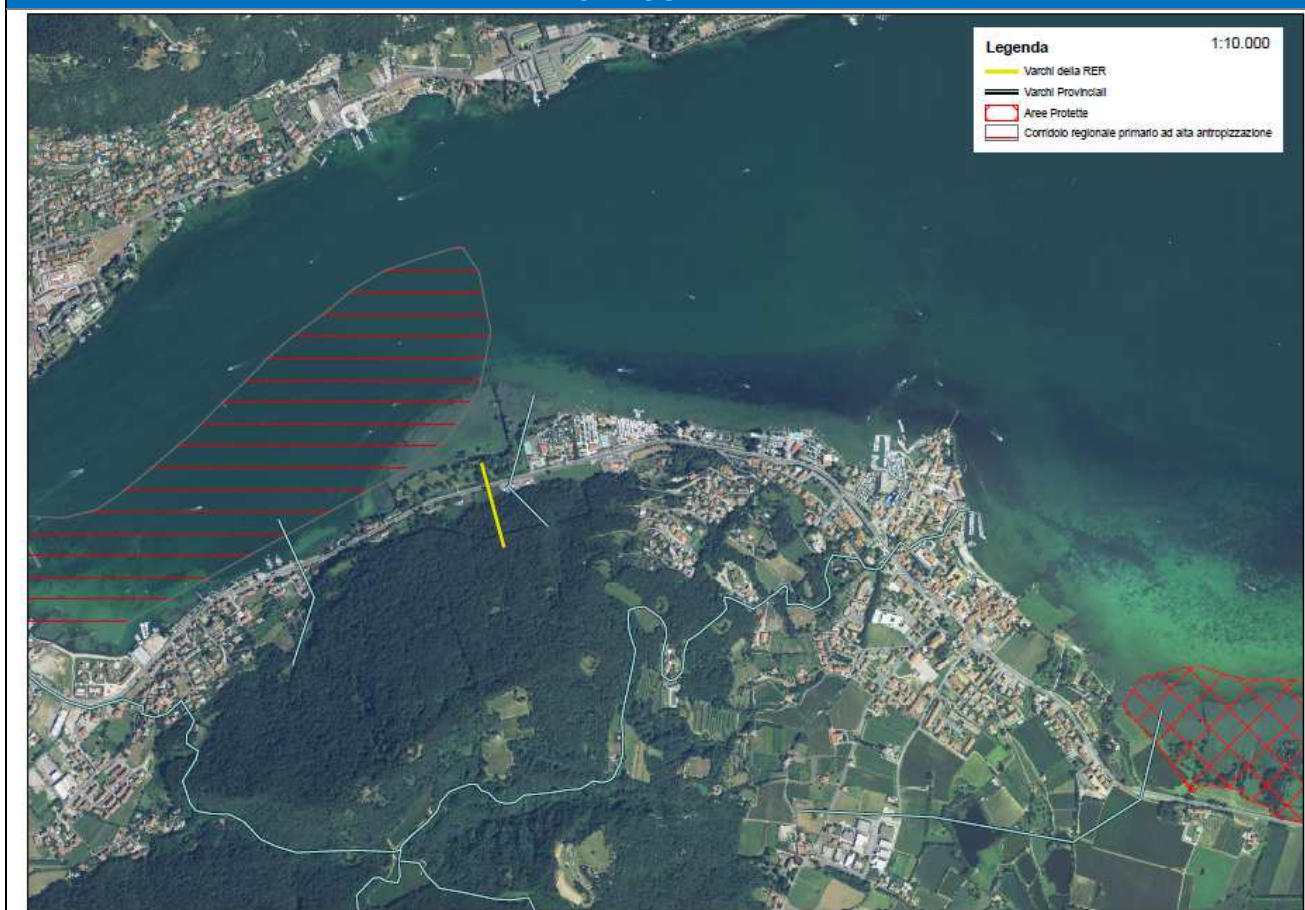 Legenda
1:10.000
Varchi della RER
Varchi Provinciali
Aree Protette
Corridoio regionale primario ad alta antropizzazione